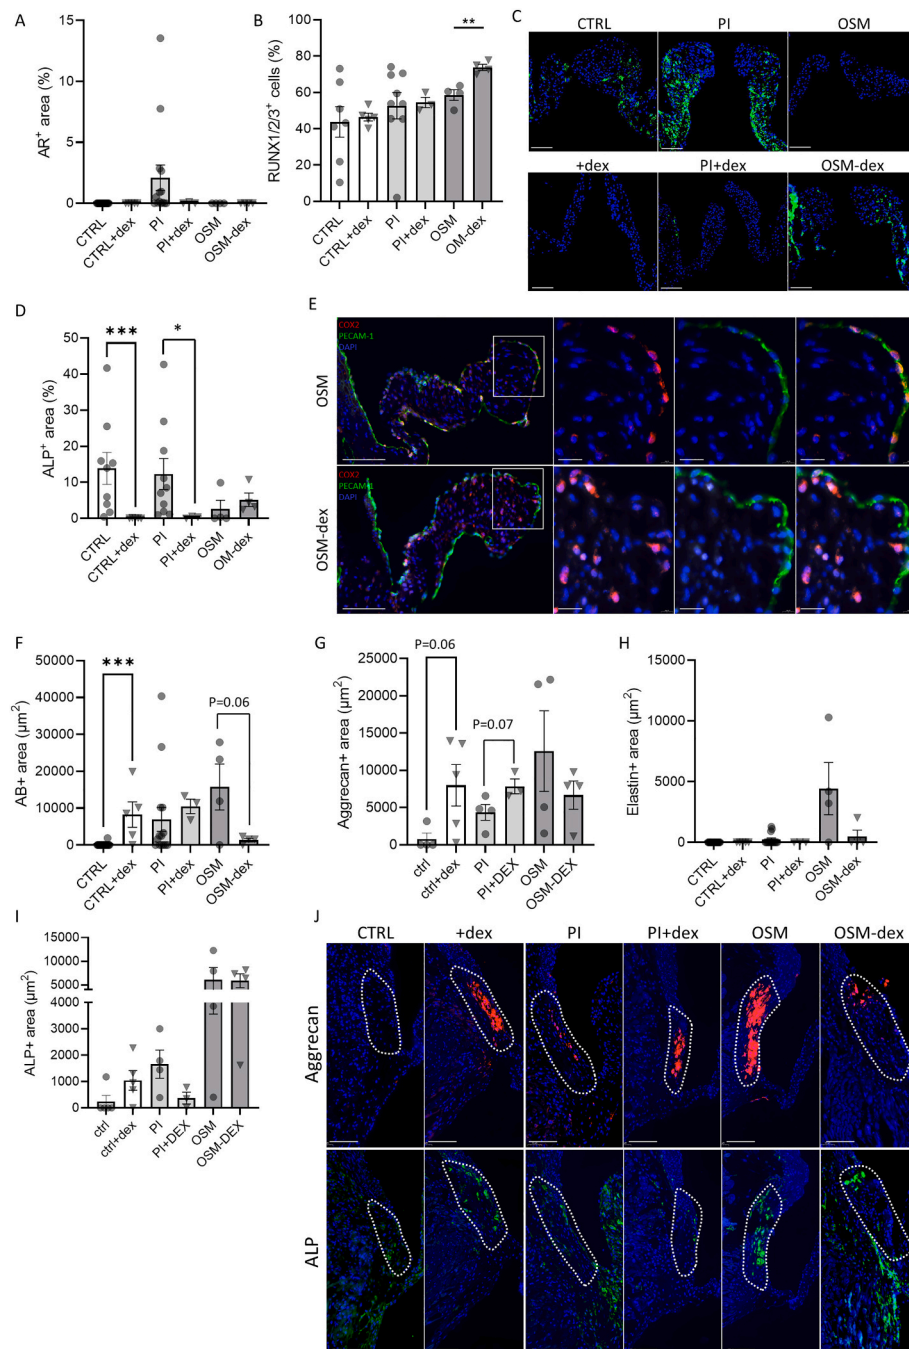 A
AR+ area (%)
15
10
5
0
CTRL
CTRL+dex
PI
PI+dex
OSM
OSM-dex
B
RUNX1/2/3+ cells (%)
100
80
60
40
20
0
**
CTRL
CTRL+dex
PI
PI+dex
OSM
OM-dex
C
CTRL
PI
OSM
+dex
PI+dex
OSM-dex
D
ALP+ area (%)
50
40
30
20
10
0
***
*
CTRL
CTRL+dex
PI
PI+dex
OSM
OM-dex
E
OSM
COX2
PECAM-1
DAPI
OSM-dex
COX2
PECAM-1
DAPI
F
AB+ area (µm²)
50000
40000
30000
20000
10000
0
***
P=0.06
CTRL
CTRL+dex
PI
PI+dex
OSM
OSM-dex
G
Aggrecan+ area (µm²)
25000
20000
15000
10000
5000
0
P=0.06
P=0.07
ctrl
ctrl+dex
PI
PI+DEX
OSM
OSM-DEX
H
Elastin+ area (µm²)
15000
10000
5000
0
CTRL
CTRL+dex
PI
PI+dex
OSM
OSM-dex
I
ALP+ area (µm²)
15000
10000
5000
4000
3000
2000
1000
0
ctrl
ctrl+dex
PI
PI+DEX
OSM
OSM-DEX
J
CTRL
+dex
PI
PI+dex
OSM
OSM-dex
Aggrecan
ALP